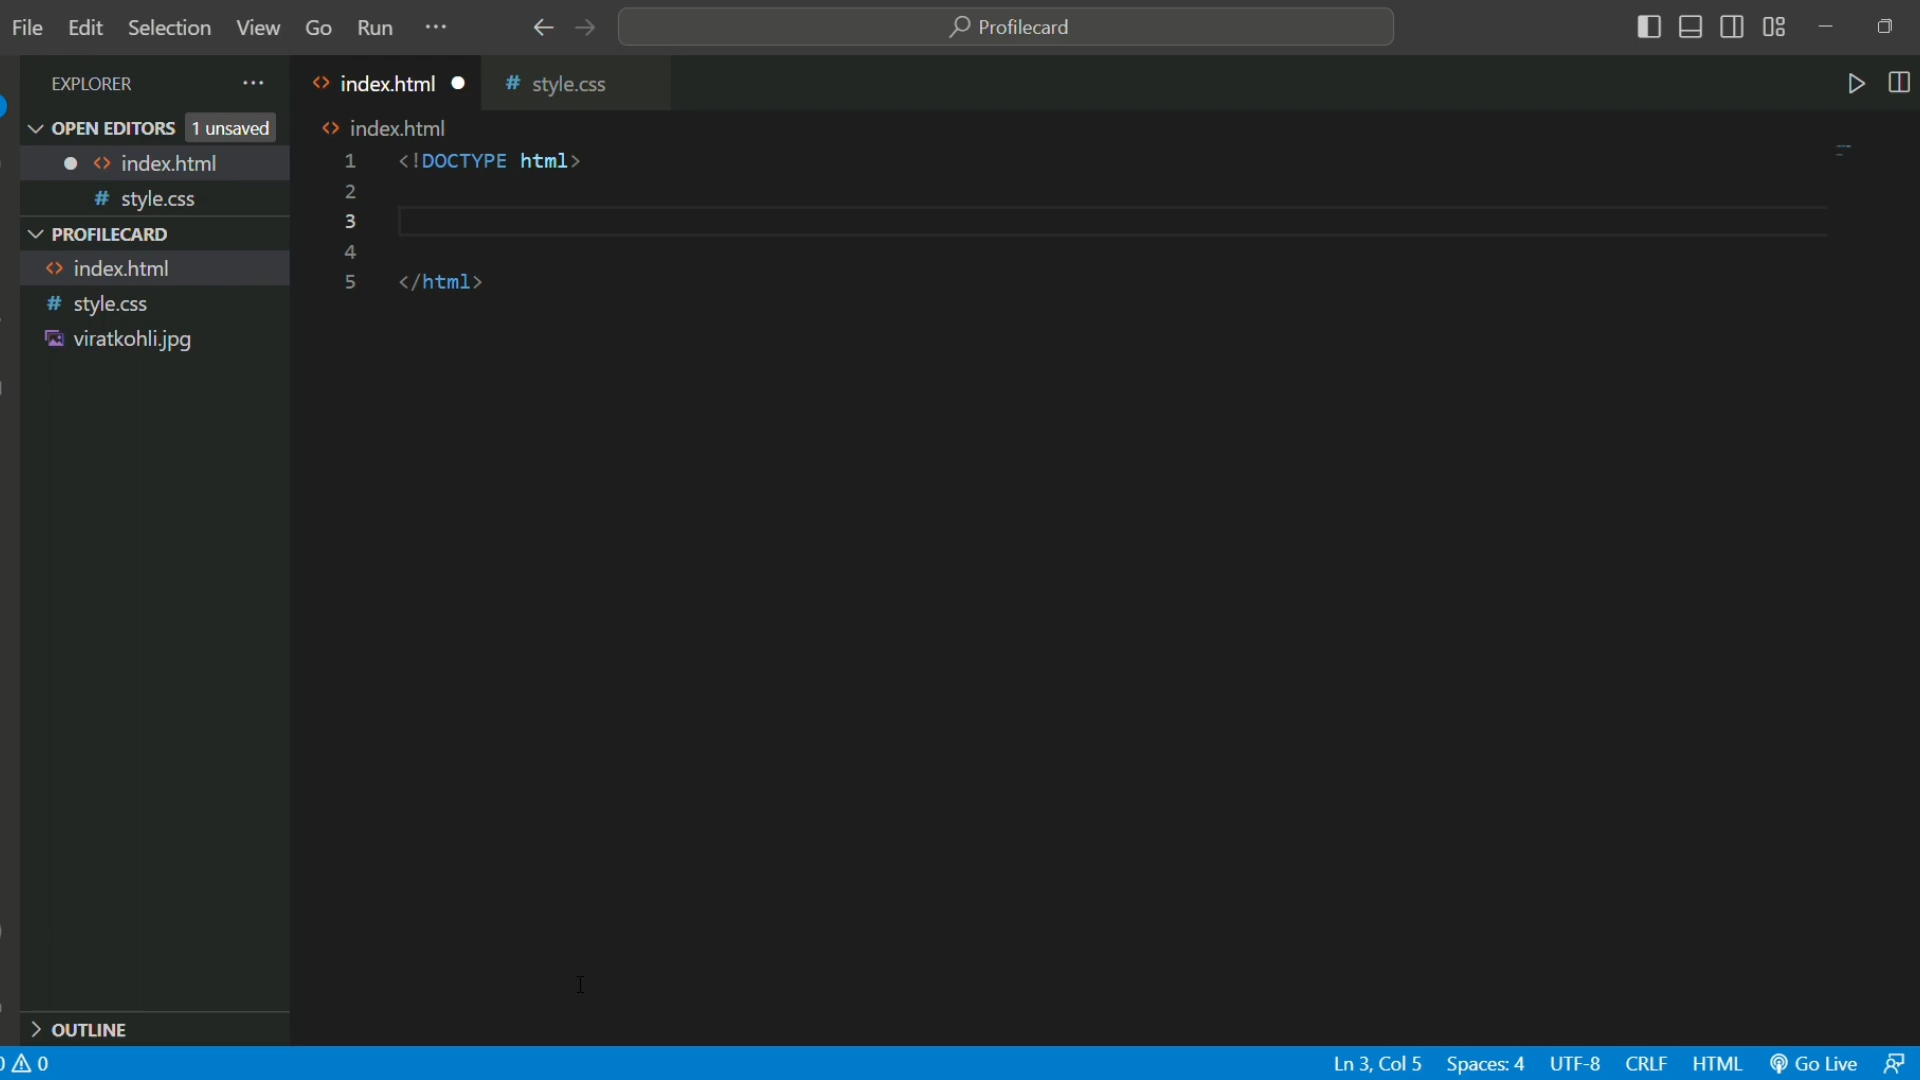 File Edit Selection View Go Run ··· Profilecard
EXPLORER ···
OPEN EDITORS 1 unsaved
index.html
# style.css
PROFILECARD
index.html
# style.css
viratkohli.jpg
OUTLINE
<> index.html # style.css
<> index.html
1 <!DOCTYPE html>
2
3
4
5 </html>
0 Ln 3, Col 5 Spaces: 4 UTF-8 CRLF HTML Go Live